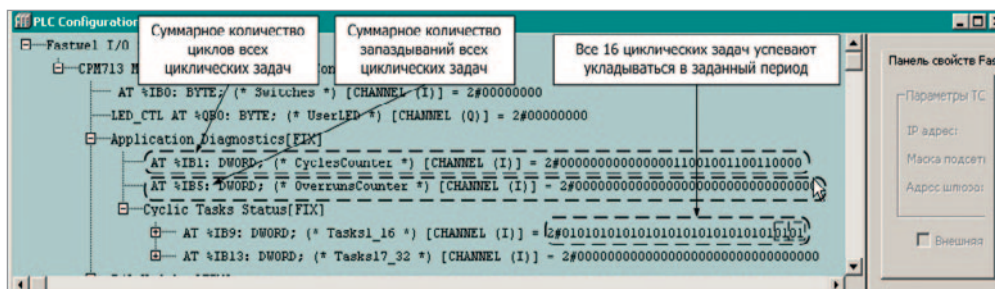 PLC Configuration
Суммарное количество
циклов всех
циклических задач
Суммарное количество
запаздываний всех
циклических задач
Все 16 циклических задач успевают
укладываться в заданный период
Fastwel I/O
CPM713
AT %IB0: BYTE; (* Switches *) [CHANNEL (I)] = 2#00000000
LED_CTL AT %QB0: BYTE; (* UserLED *) [CHANNEL (Q)] = 2#00000000
Application Diagnostics[FIX]
AT %IB1: DWORD; (* CyclesCounter *) [CHANNEL (I)] = 2#00000000000000001100100110011000‌0
AT %IB5: DWORD; (* OverrunsCounter *) [CHANNEL (I)] = 2#00000000000000000000000000000000
Cyclic Tasks Status[FIX]
AT %IB9: DWORD; (* Tasks1_16 *) [CHANNEL (I)] = 2#01010101010101010101010101010101
AT %IB13: DWORD; (* Tasks17_32 *) [CHANNEL (I)] = 2#00000000000000000000000000000000
Панель свойств Fas
Параметры TC
IP адрес:
Маска подсети
Адрес шлюза:
Внешняя